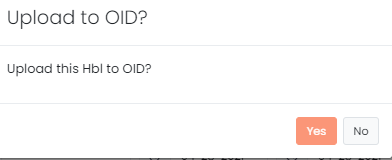 Upload to OID?
Upload this Hbl to OID?
Yes
No